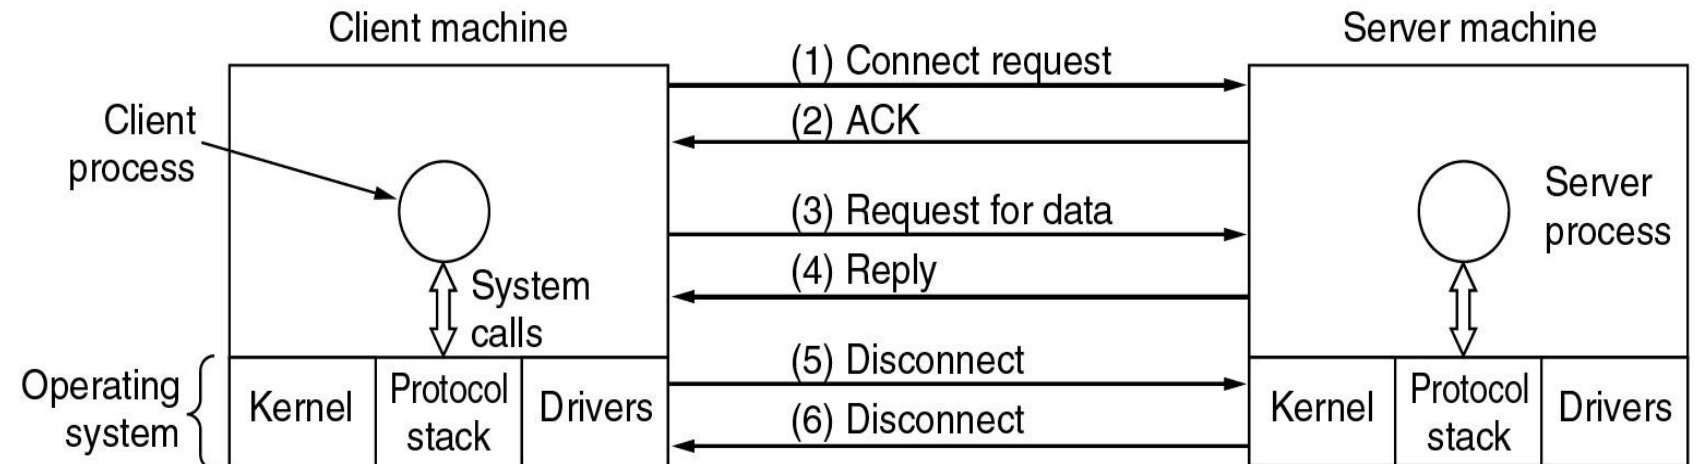 Client machine
Server machine
(1) Connect request
Client
process
(2) ACK
(3) Request for data
Server
process
(4) Reply
System
calls
(5) Disconnect
Operating
system
Kernel
Protocol
stack
Drivers
(6) Disconnect
Kernel
Protocol
stack
Drivers